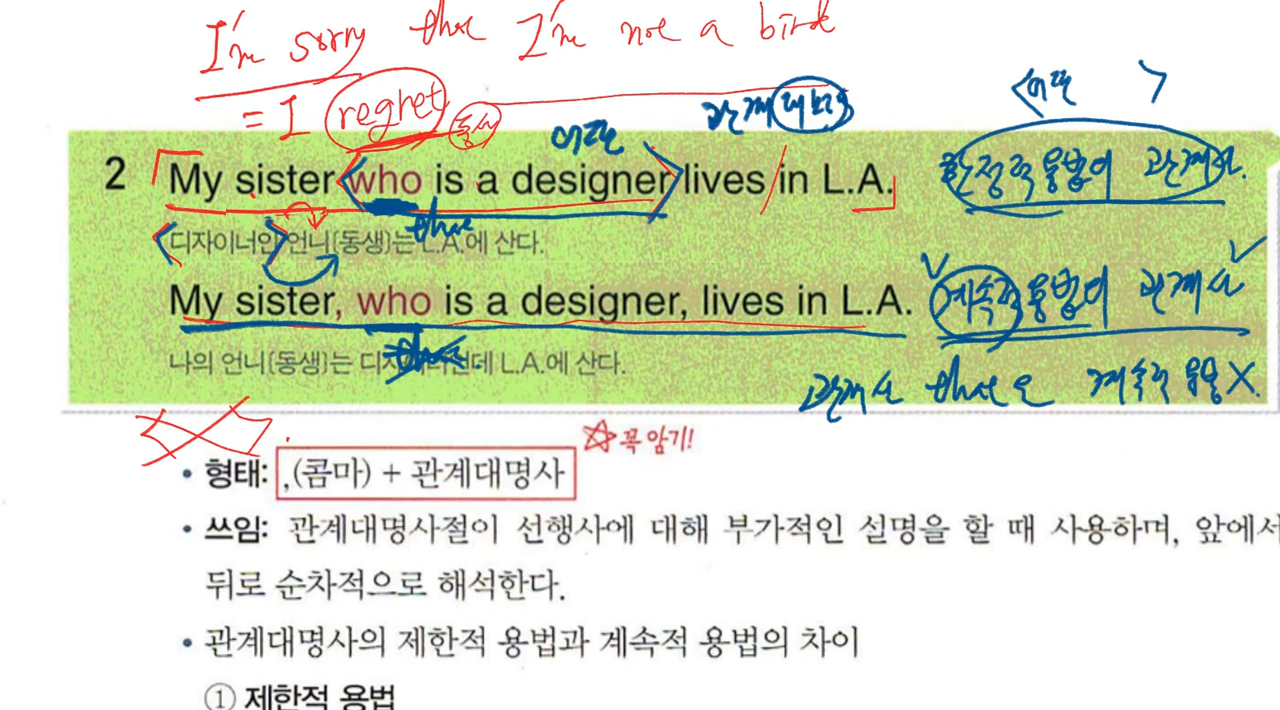 I'm sorry that I'm not a bird
= I regret 동사
어떤
관계대명사
<어떤 >
2 My sister who is a designer lives in L.A. 한정적 용법의 관계사.
that
디자이너인 언니(동생)는 L.A.에 산다.
My sister, who is a designer, lives in L.A. 계속적 용법의 관계사
나의 언니(동생)는 디자이너인데 L.A.에 산다.
관계사 that은 계속적 용용 X.
☆ 꼭 암기!
• 형태: ,(콤마) + 관계대명사
• 쓰임: 관계대명사절이 선행사에 대해 부가적인 설명을 할 때 사용하며, 앞에서
뒤로 순차적으로 해석한다.
• 관계대명사의 제한적 용법과 계속적 용법의 차이
① 제한적 용법